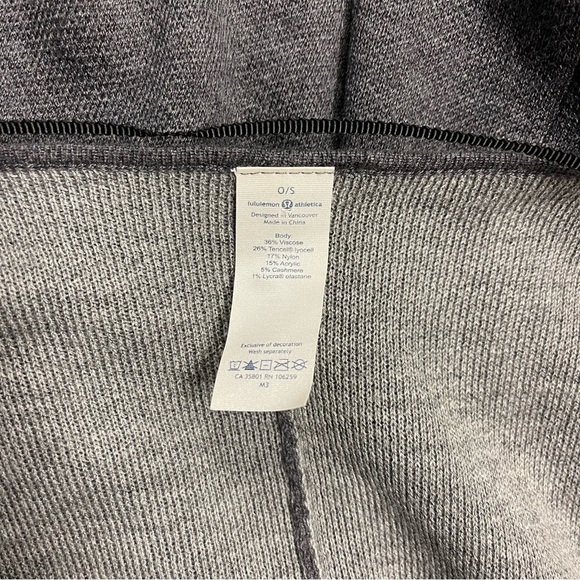 O/S
lululemon athletica
Designed in Vancouver
Made in China
Body:
36% Viscose
26% Tencel® lyocell
17% Nylon
15% Acrylic
5% Cashmere
1% Lycra® elastane
Exclusive of decoration
Wash separately
CA 35801 RN 106259
M3